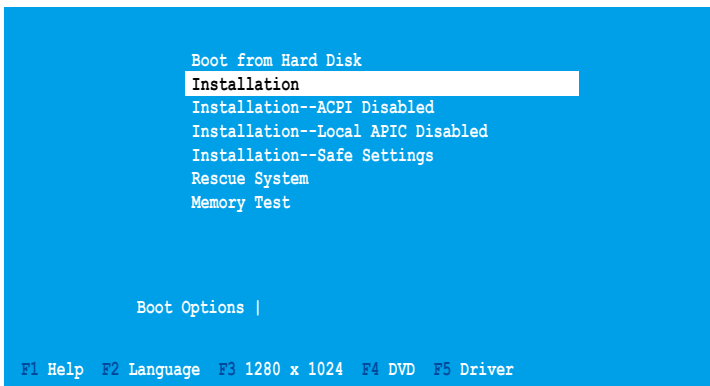 Boot from Hard Disk
Installation
Installation--ACPI Disabled
Installation--Local APIC Disabled
Installation--Safe Settings
Rescue System
Memory Test
Boot Options |
F1 Help F2 Language F3 1280 x 1024 F4 DVD F5 Driver